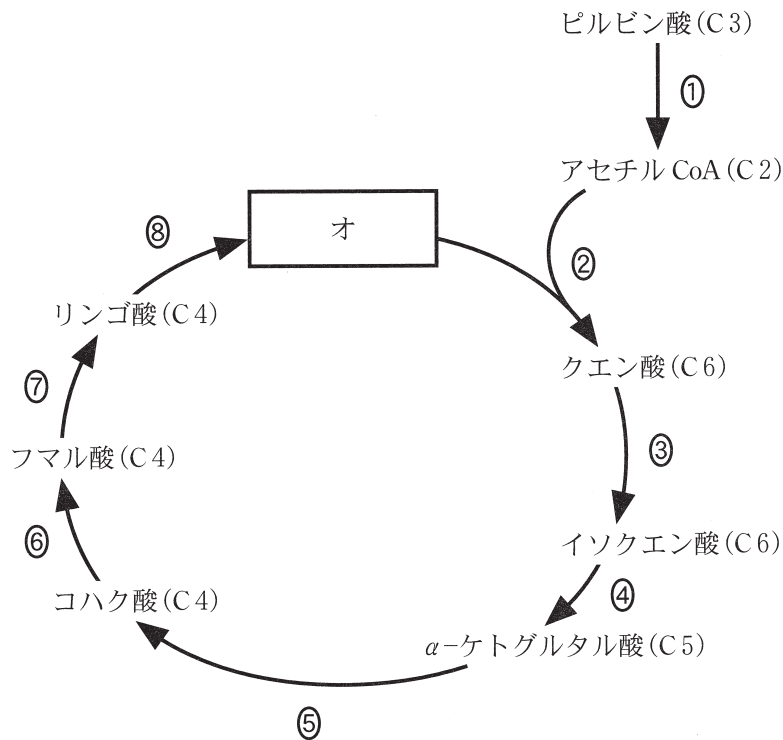 ピルビン酸(C3)
①
アセチルCoA(C2)
オ
⑧
②
リンゴ酸(C4)
クエン酸(C6)
⑦
③
フマル酸(C4)
⑥
イソクエン酸(C6)
④
コハク酸(C4)
α-ケトグルタル酸(C5)
⑤